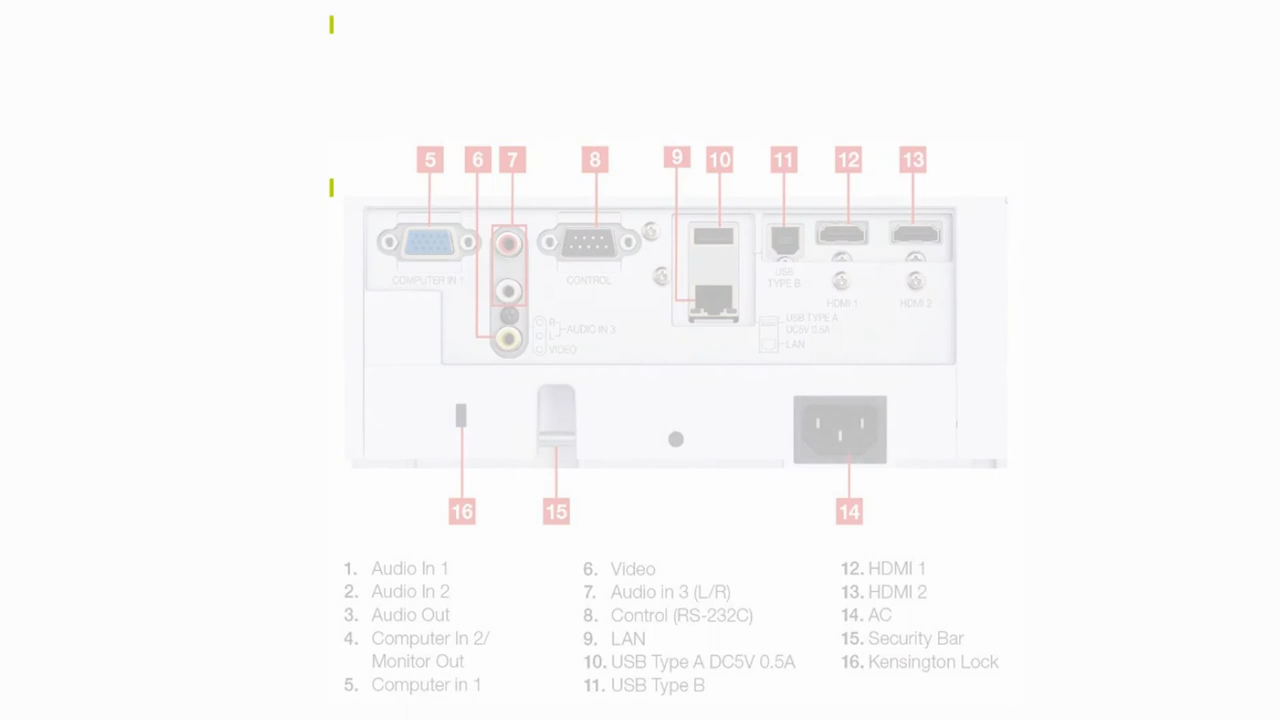 5 6 7 8 9 10 11 12 13
COMPUTER IN 1
CONTROL
USB
TYPE B
HDMI 1
HDMI 2
R
L
AUDIO IN 3
VIDEO
USB TYPE A
DC5V 0.5A
LAN
16 15 14
1. Audio In 1
2. Audio In 2
3. Audio Out
4. Computer In 2/
Monitor Out
5. Computer in 1
6. Video
7. Audio in 3 (L/R)
8. Control (RS-232C)
9. LAN
10. USB Type A DC5V 0.5A
11. USB Type B
12. HDMI 1
13. HDMI 2
14. AC
15. Security Bar
16. Kensington Lock